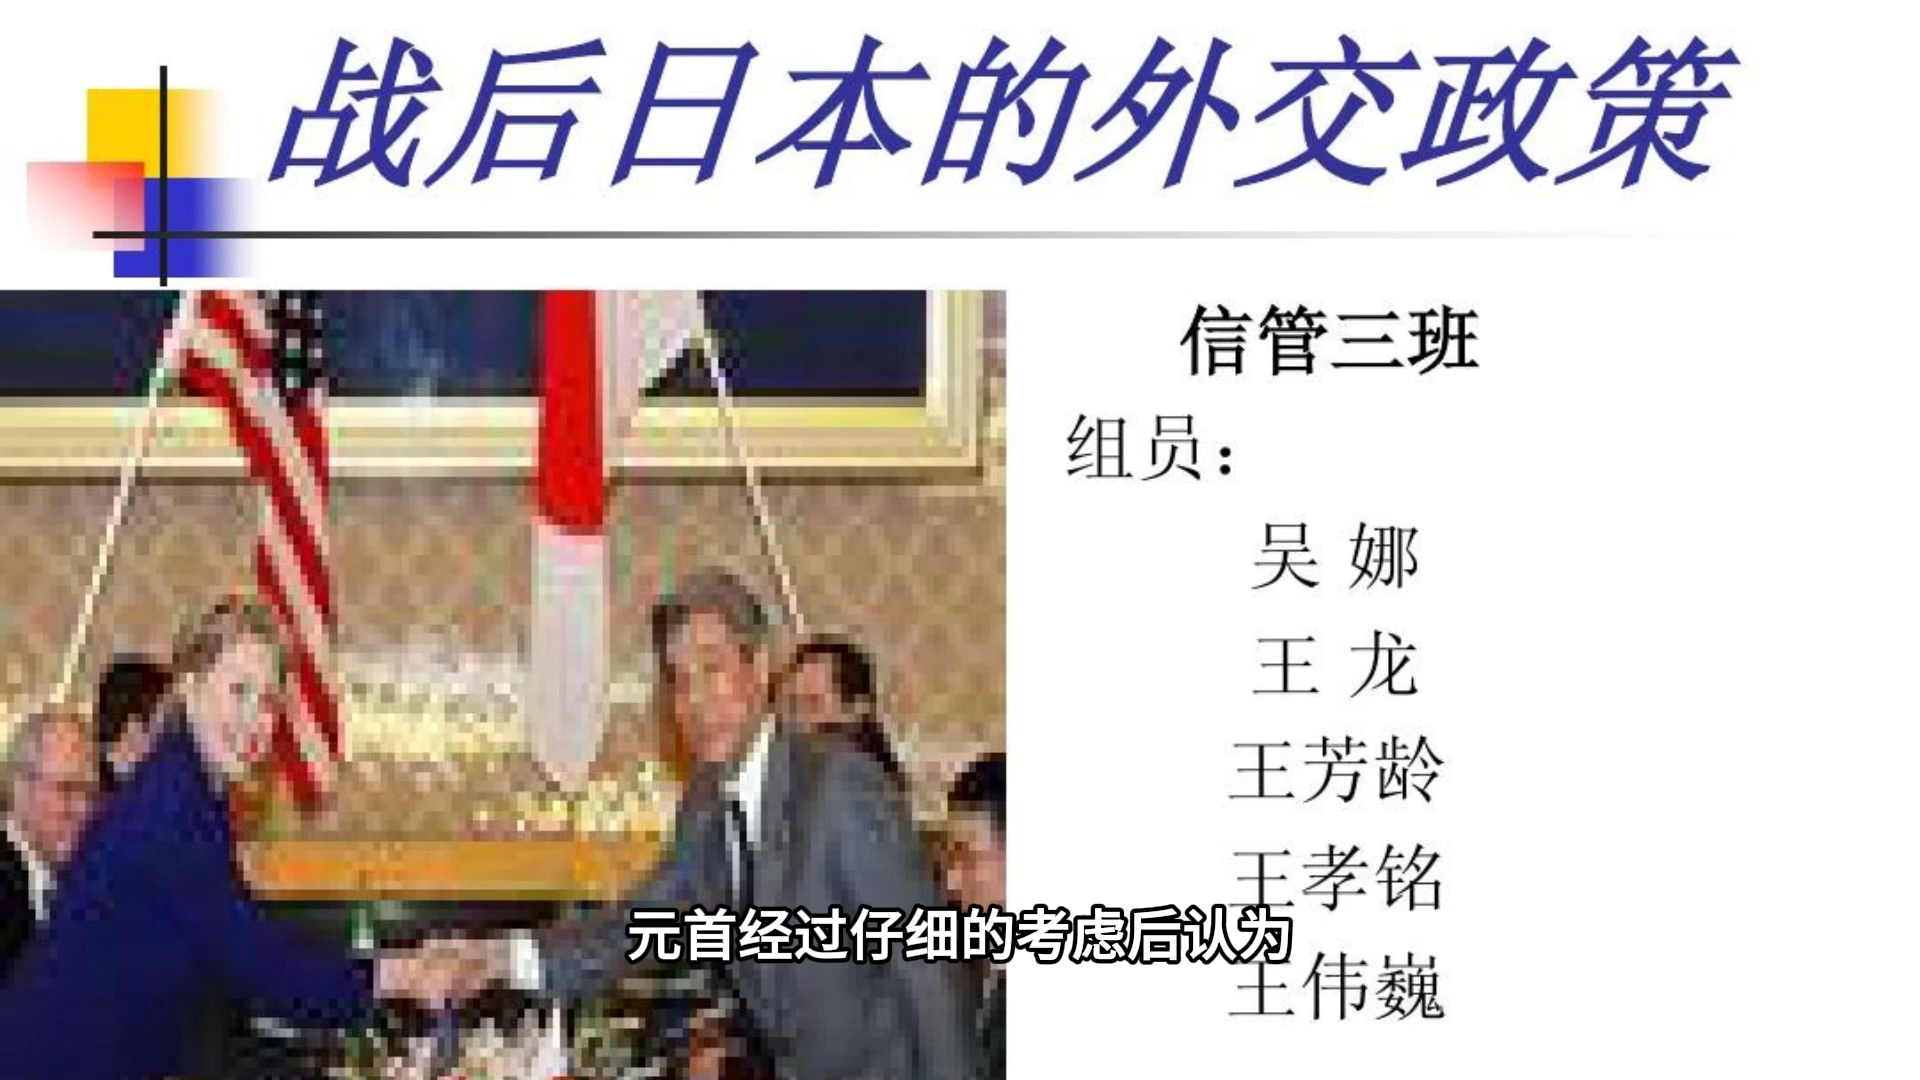 战后日本的外交政策
信管三班
组员：
吴 娜
王 龙
王芳龄
王孝铭
元首经过仔细的考虑后认为
王伟巍